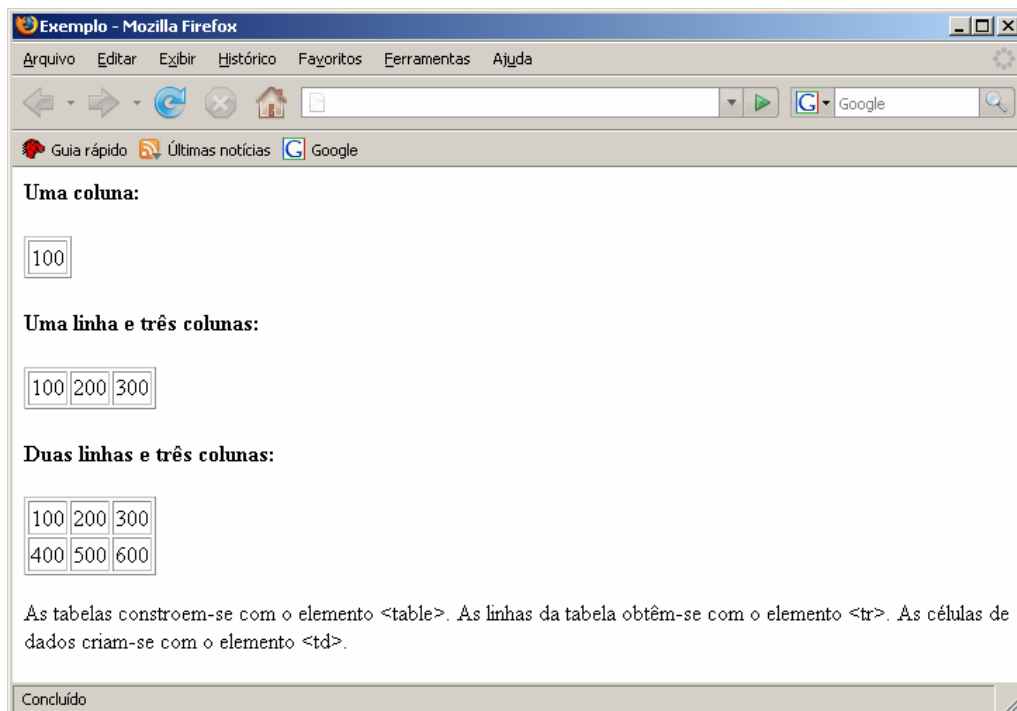 Exemplo - Mozilla Firefox
Arquivo Editar Exibir Histórico Favoritos Ferramentas Ajuda
G Google
Guia rápido Últimas notícias G Google
Uma coluna:
100
Uma linha e três colunas:
100 200 300
Duas linhas e três colunas:
100 200 300
400 500 600
As tabelas constroem-se com o elemento <table>. As linhas da tabela obtêm-se com o elemento <tr>. As células de
dados criam-se com o elemento <td>.
Concluído